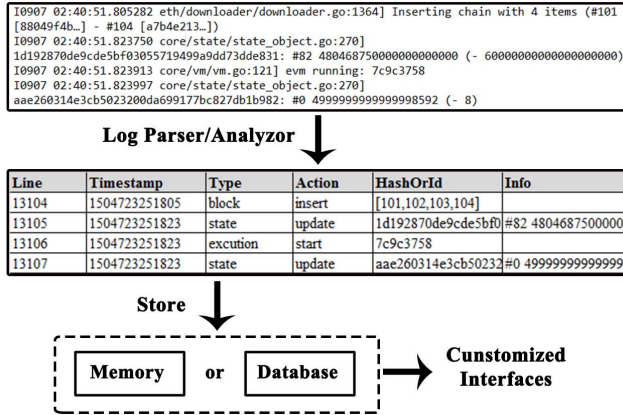 I0907 02:40:51.805282 eth/downloader/downloader.go:1364] Inserting chain with 4 items (#101
[88049f4b…] - #104 [a7b4e213…])
I0907 02:40:51.823750 core/state/state_object.go:270]
1d192870de9cde5bf03055719499a9dd73dde831: #82 480468750000000000000 (- 60000000000000000000)
I0907 02:40:51.823913 core/vm/vm.go:121] evm running: 7c9c3758
I0907 02:40:51.823997 core/state/state_object.go:270]
aae260314e3cb5023200da699177bc827db1b982: #0 4999999999999998592 (- 8)
Log Parser/Analyzor
Line Timestamp Type Action HashOrId Info
13104 1504723251805 block insert [101,102,103,104]
13105 1504723251823 state update 1d192870de9cde5bf0 #82 4804687500000
13106 1504723251823 excution start 7c9c3758
13107 1504723251823 state update aae260314e3cb50232 #0 49999999999999
Store
Memory or Database
Cunstomized
Interfaces